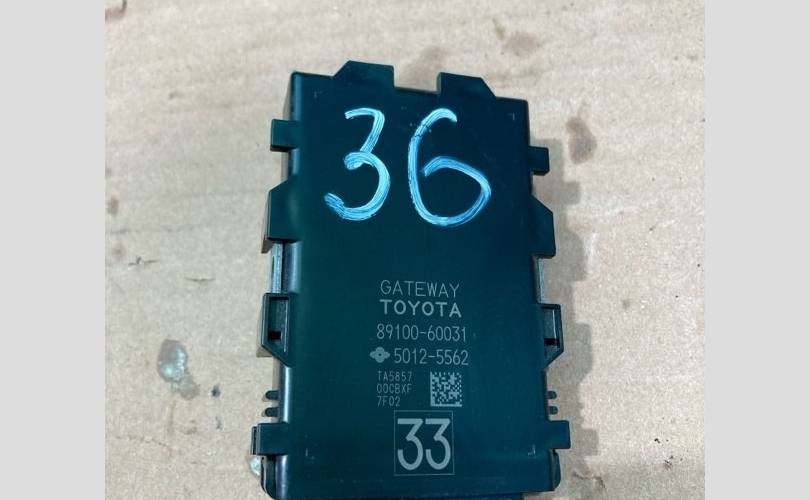 36
GATEWAY
TOYOTA
89100-60031
5012-5562
TA5857
00CBXF
7F02
33